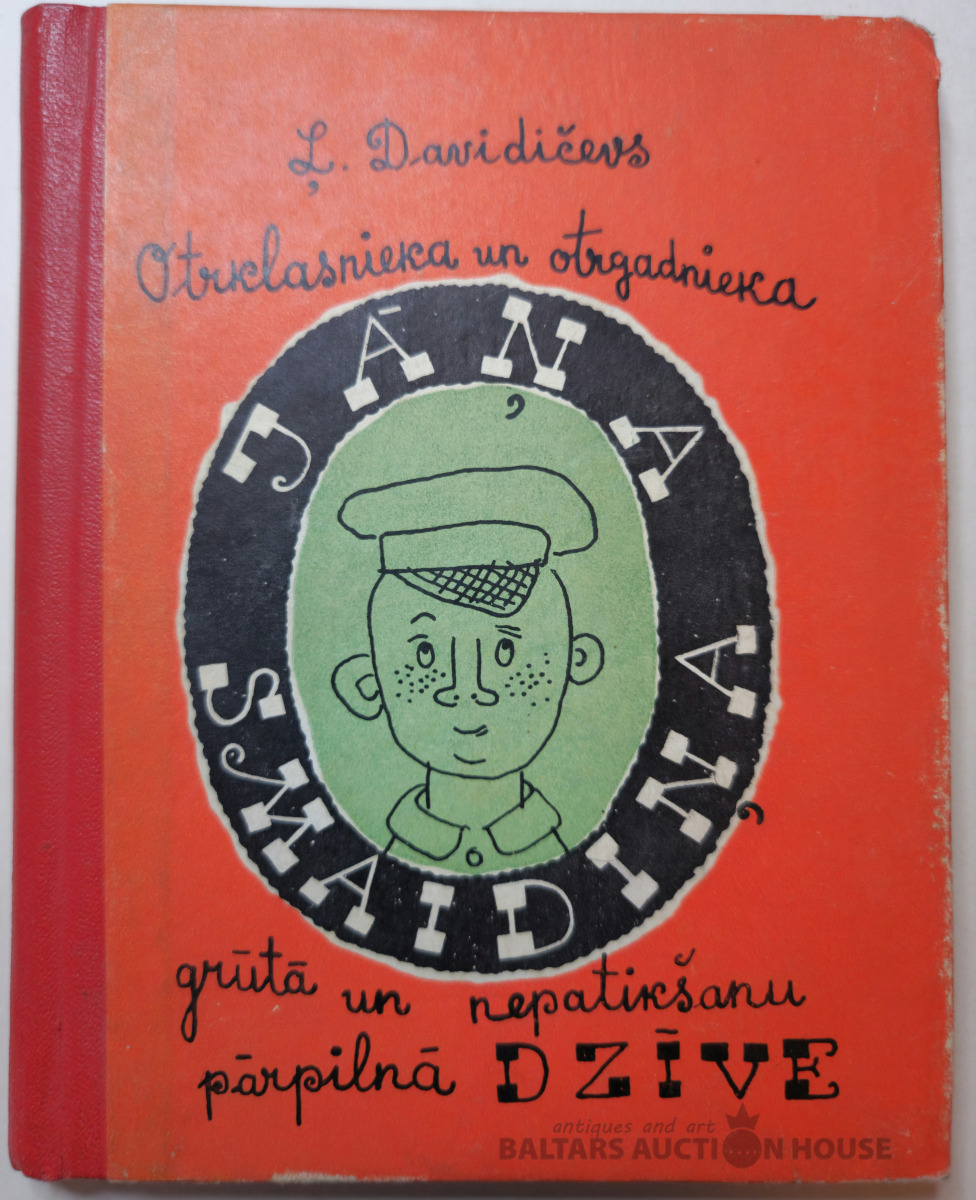 Ļ. Davidičevs
Otrklasnieka un otrgadnieka
JĀŅA
SMAIDIŅA
grūtā un nepatikšanu
pārpilnā DZĪVE
antiques and art
BALTARS AUCTION HOUSE